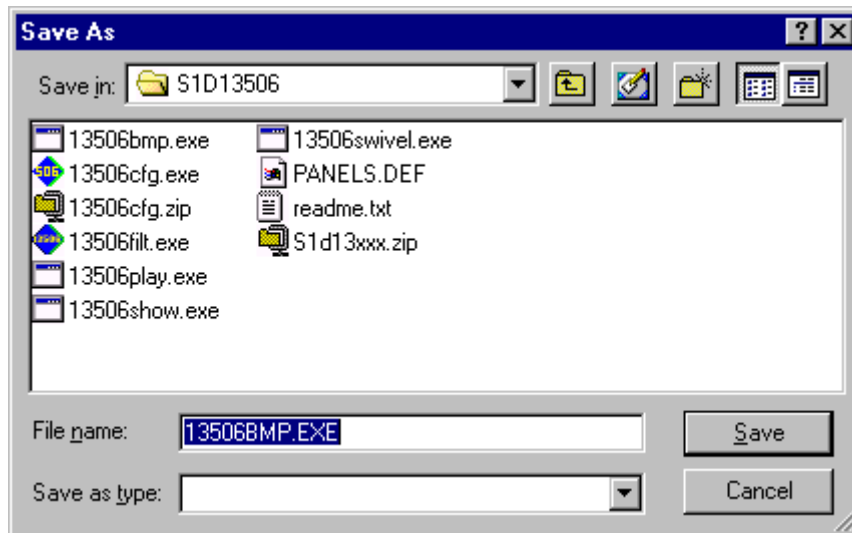 Save As
Save in: S1D13506
13506bmp.exe
13506cfg.exe
13506cfg.zip
13506filt.exe
13506play.exe
13506show.exe
13506swivel.exe
PANELS.DEF
readme.txt
S1d13xxx.zip
File name: 13506BMP.EXE
Save
Save as type:
Cancel